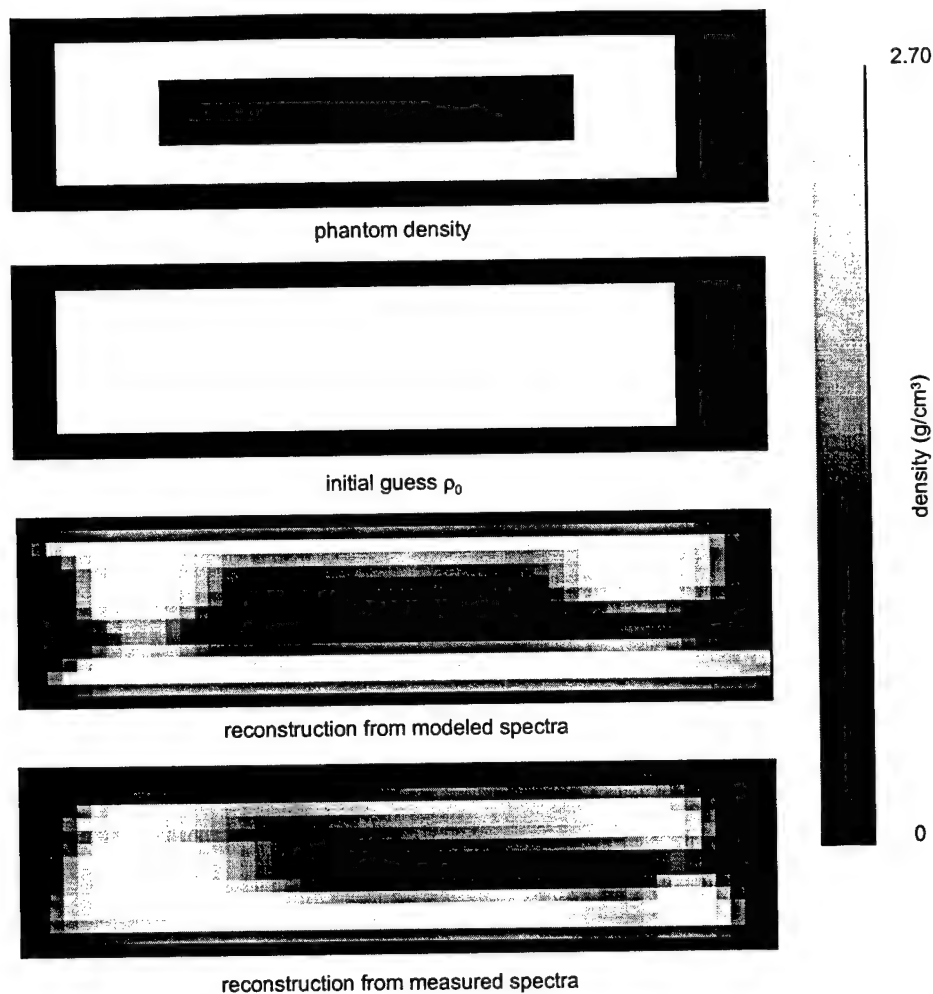 2.70
phantom density
initial guess ρ₀
density (g/cm³)
reconstruction from modeled spectra
0
reconstruction from measured spectra